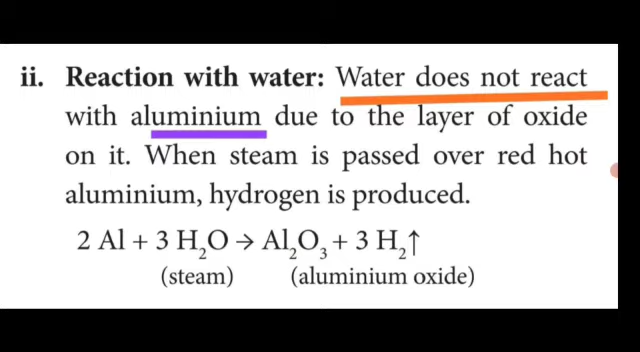 ii. Reaction with water: Water does not react
with aluminium due to the layer of oxide
on it. When steam is passed over red hot
aluminium, hydrogen is produced.
2 Al + 3 H₂O → Al₂O₃ + 3 H₂↑
(steam) (aluminium oxide)